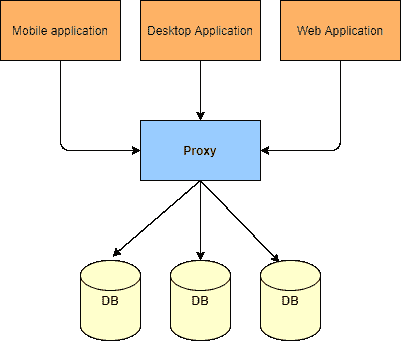 Mobile application
Desktop Application
Web Application
Proxy
DB
DB
DB